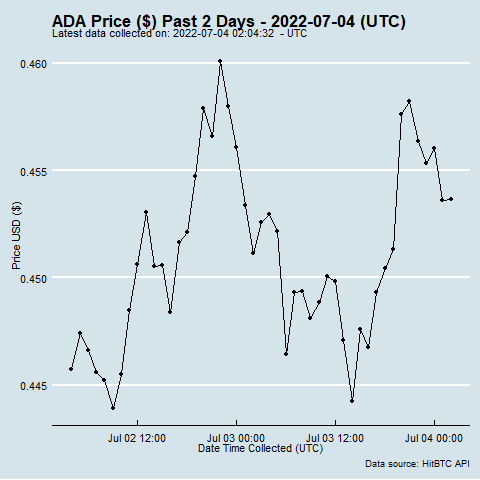 ADA Price ($) Past 2 Days - 2022-07-04 (UTC)
Latest data collected on: 2022-07-04 02:04:32 - UTC
0.460
0.455
0.450
0.445
Price USD ($)
Jul 02 12:00 Jul 03 00:00 Jul 03 12:00 Jul 04 00:00
Date Time Collected (UTC)
Data source: HitBTC API